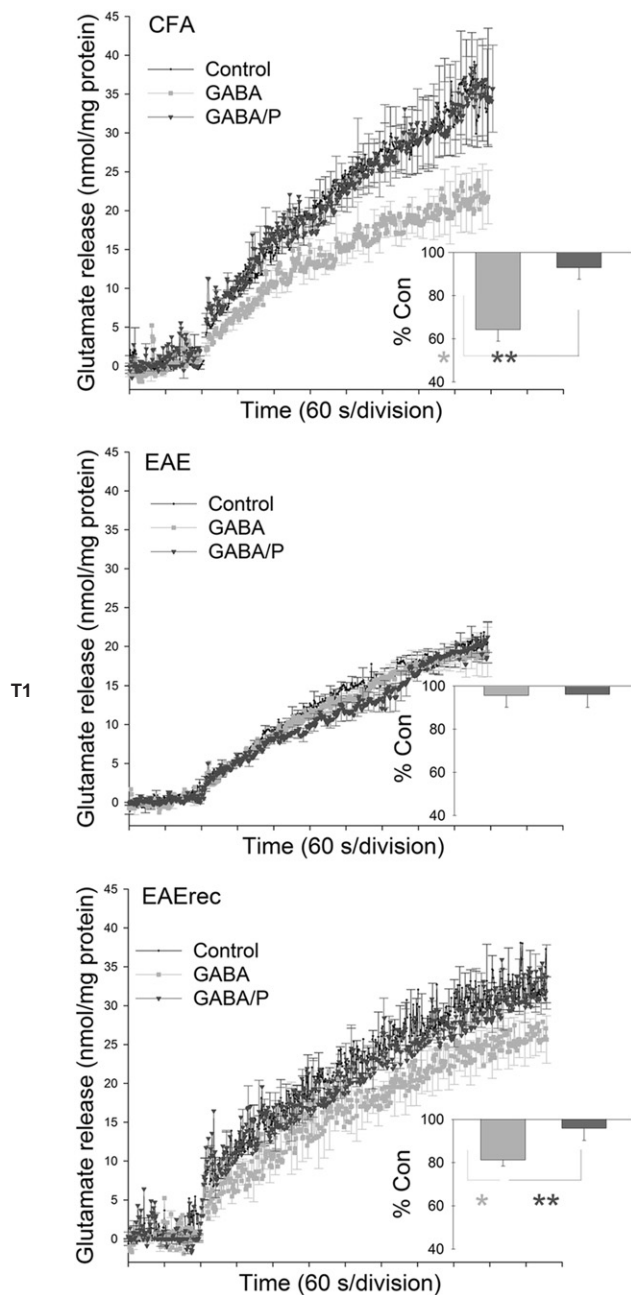 CFA
Glutamate release (nmol/mg protein)
45
40
35
30
25
20
15
10
5
0
Control
GABA
GABA/P
% Con
100
80
60
40
* **
Time (60 s/division)
T1
EAE
Glutamate release (nmol/mg protein)
45
40
35
30
25
20
15
10
5
0
Control
GABA
GABA/P
% Con
100
80
60
40
Time (60 s/division)
EAErec
Glutamate release (nmol/mg protein)
45
40
35
30
25
20
15
10
5
0
Control
GABA
GABA/P
% Con
100
80
60
40
* **
Time (60 s/division)